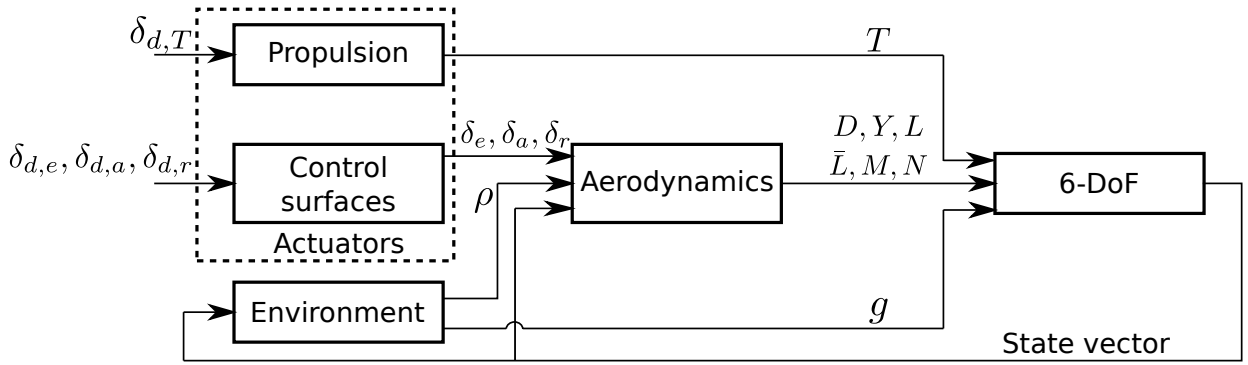 δ_{d,T}
Propulsion
T
δ_{d,e}, δ_{d,a}, δ_{d,r}
Control
surfaces
Actuators
δ_e, δ_a, δ_r
ρ
Aerodynamics
D, Y, L
L̄, M, N
6-DoF
Environment
g
State vector